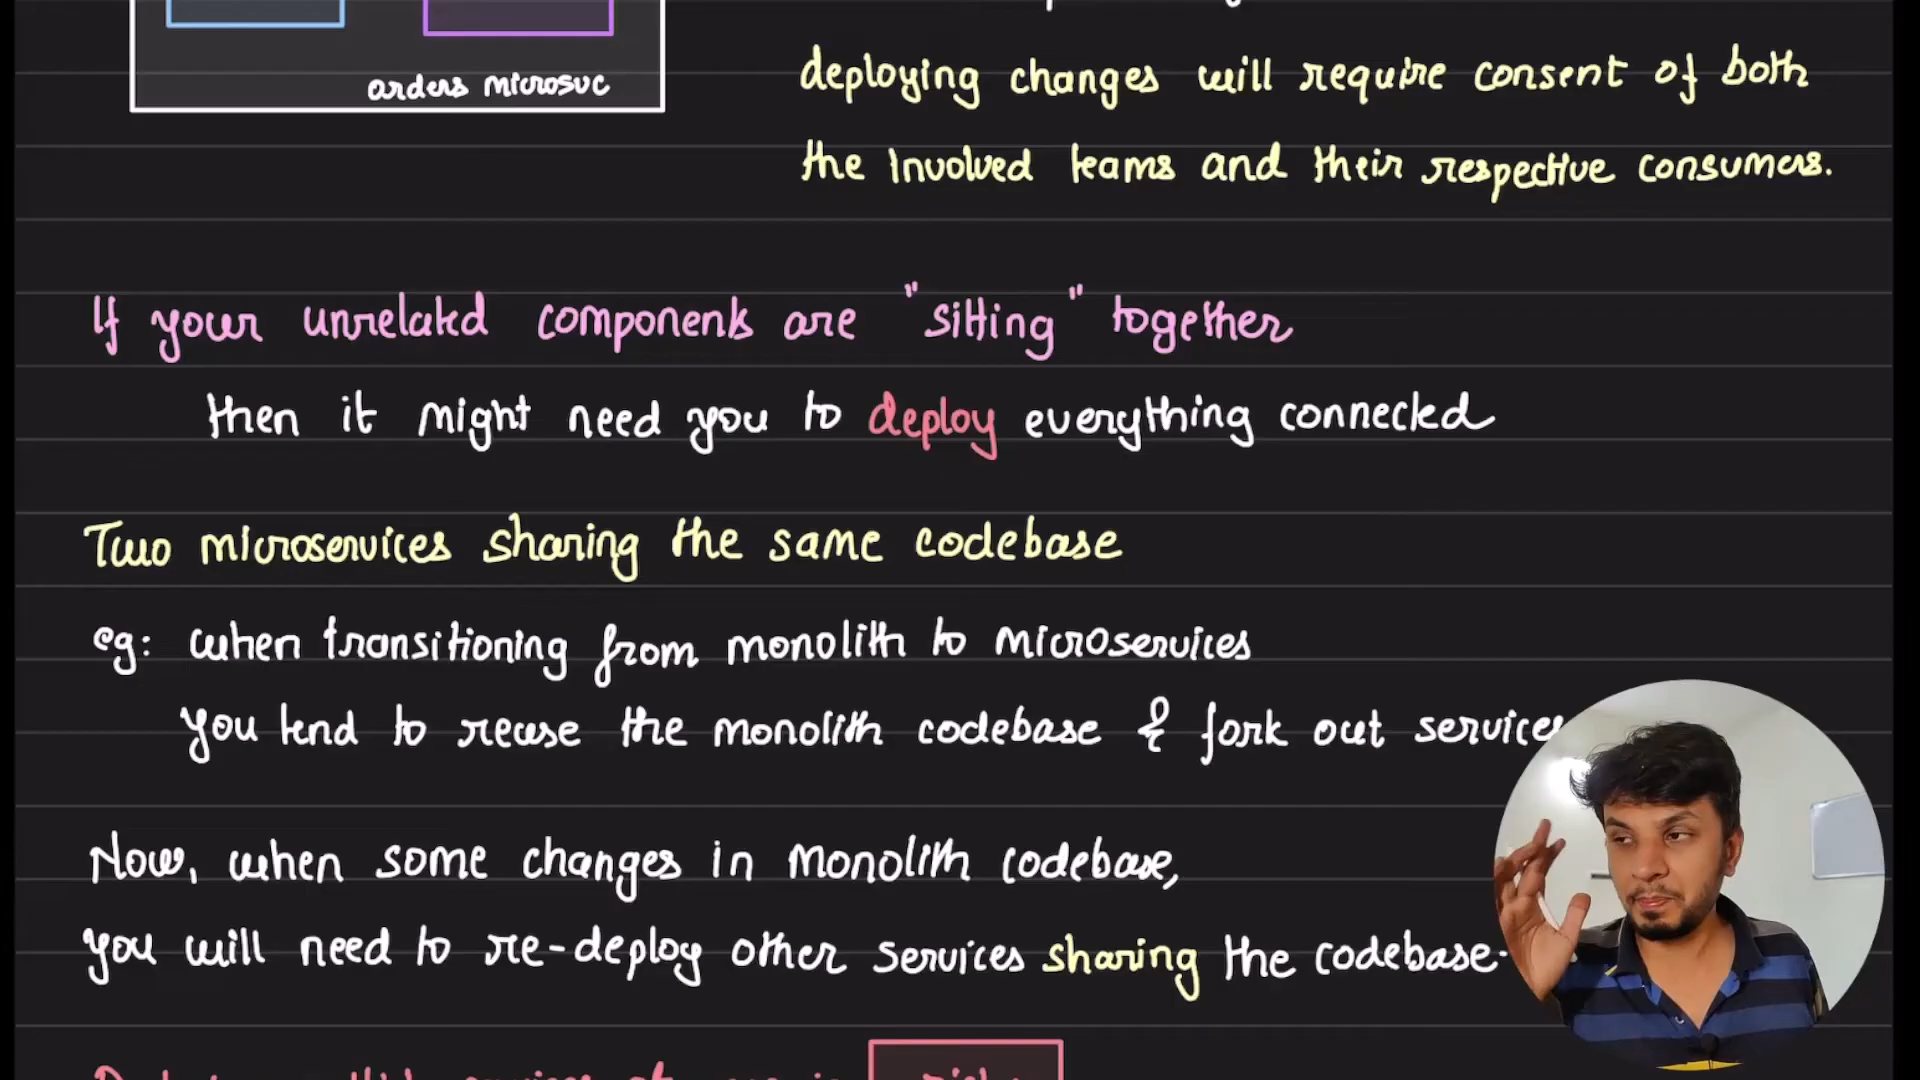 orders microsvc
deploying changes will require consent of both
the involved teams and their respective consumers.
If your unrelated components are "sitting" together
then it might need you to deploy everything connected
Two microservices sharing the same codebase
eg: when transitioning from monolith to microservices
You tend to reuse the monolith codebase & fork out services
Now, when some changes in monolith codebase,
you will need to re-deploy other services sharing the codebase.